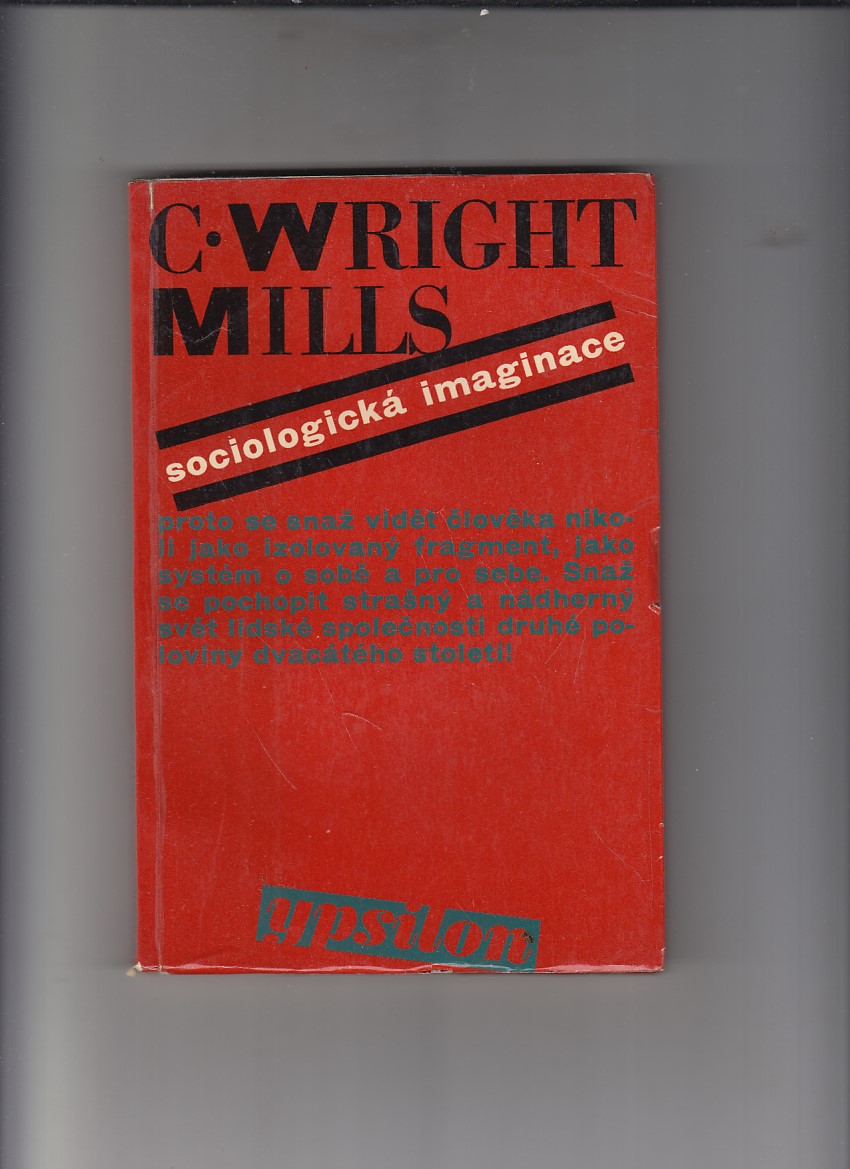 C·WRIGHT
MILLS
sociologická imaginace
proto se snaž vidět člověka niko-
li jako izolovaný fragment, jako
systém o sobě a pro sebe. Snaž
se pochopit strašný a nádherný
svět lidské společnosti druhé po-
loviny dvacátého století!
ypsilon